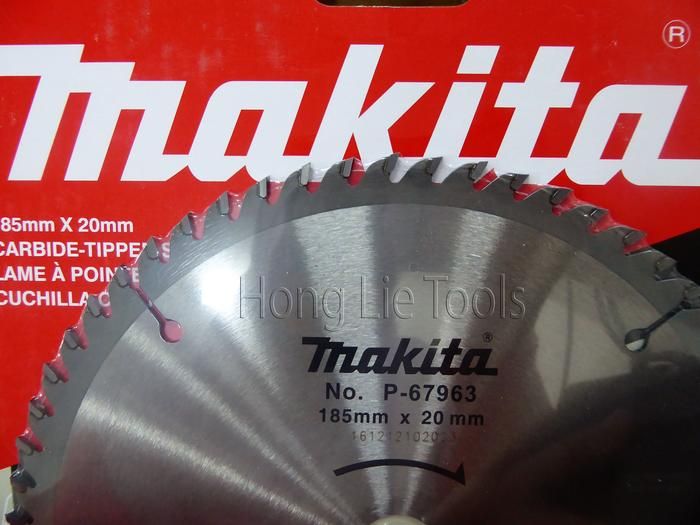 makita®
85mm X 20mm
CARBIDE-TIPPE
LAME À POINTE
CUCHILLA
Hong Lie Tools
makita®
No. P-67963
185mm x 20mm